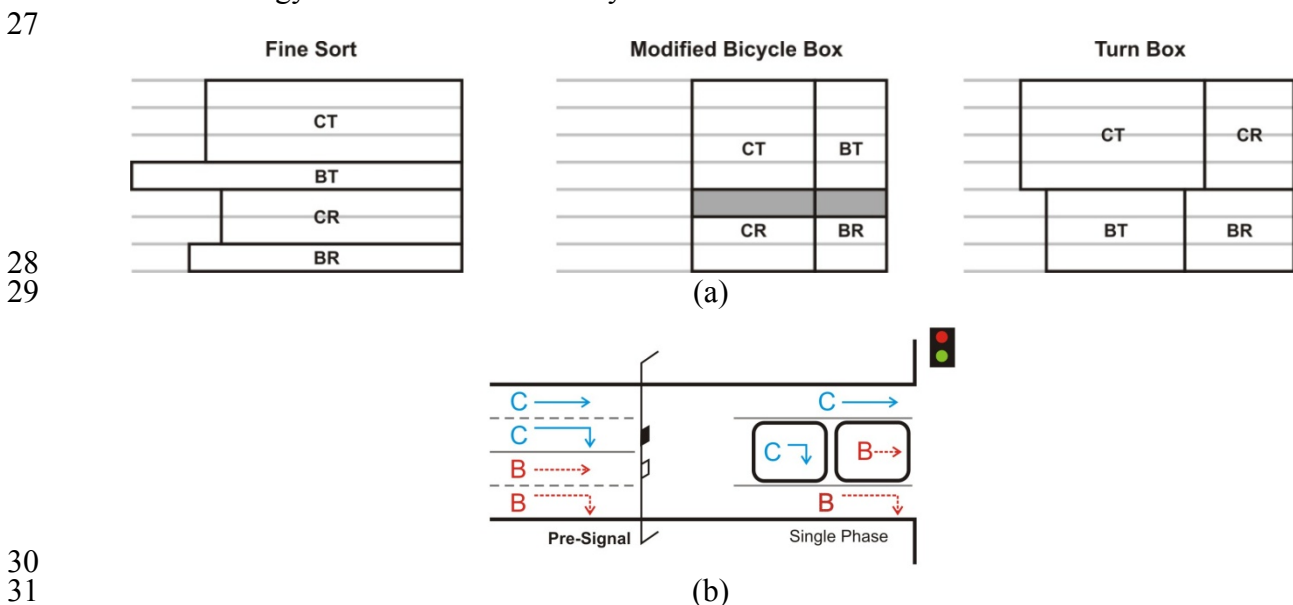 27
Fine Sort Modified Bicycle Box Turn Box
CT CT BT CT CR
BT
CR CR BR BT BR
BR
28
29 (a)
C C
C C B
B
B B
Pre-Signal Single Phase
30
31 (b)